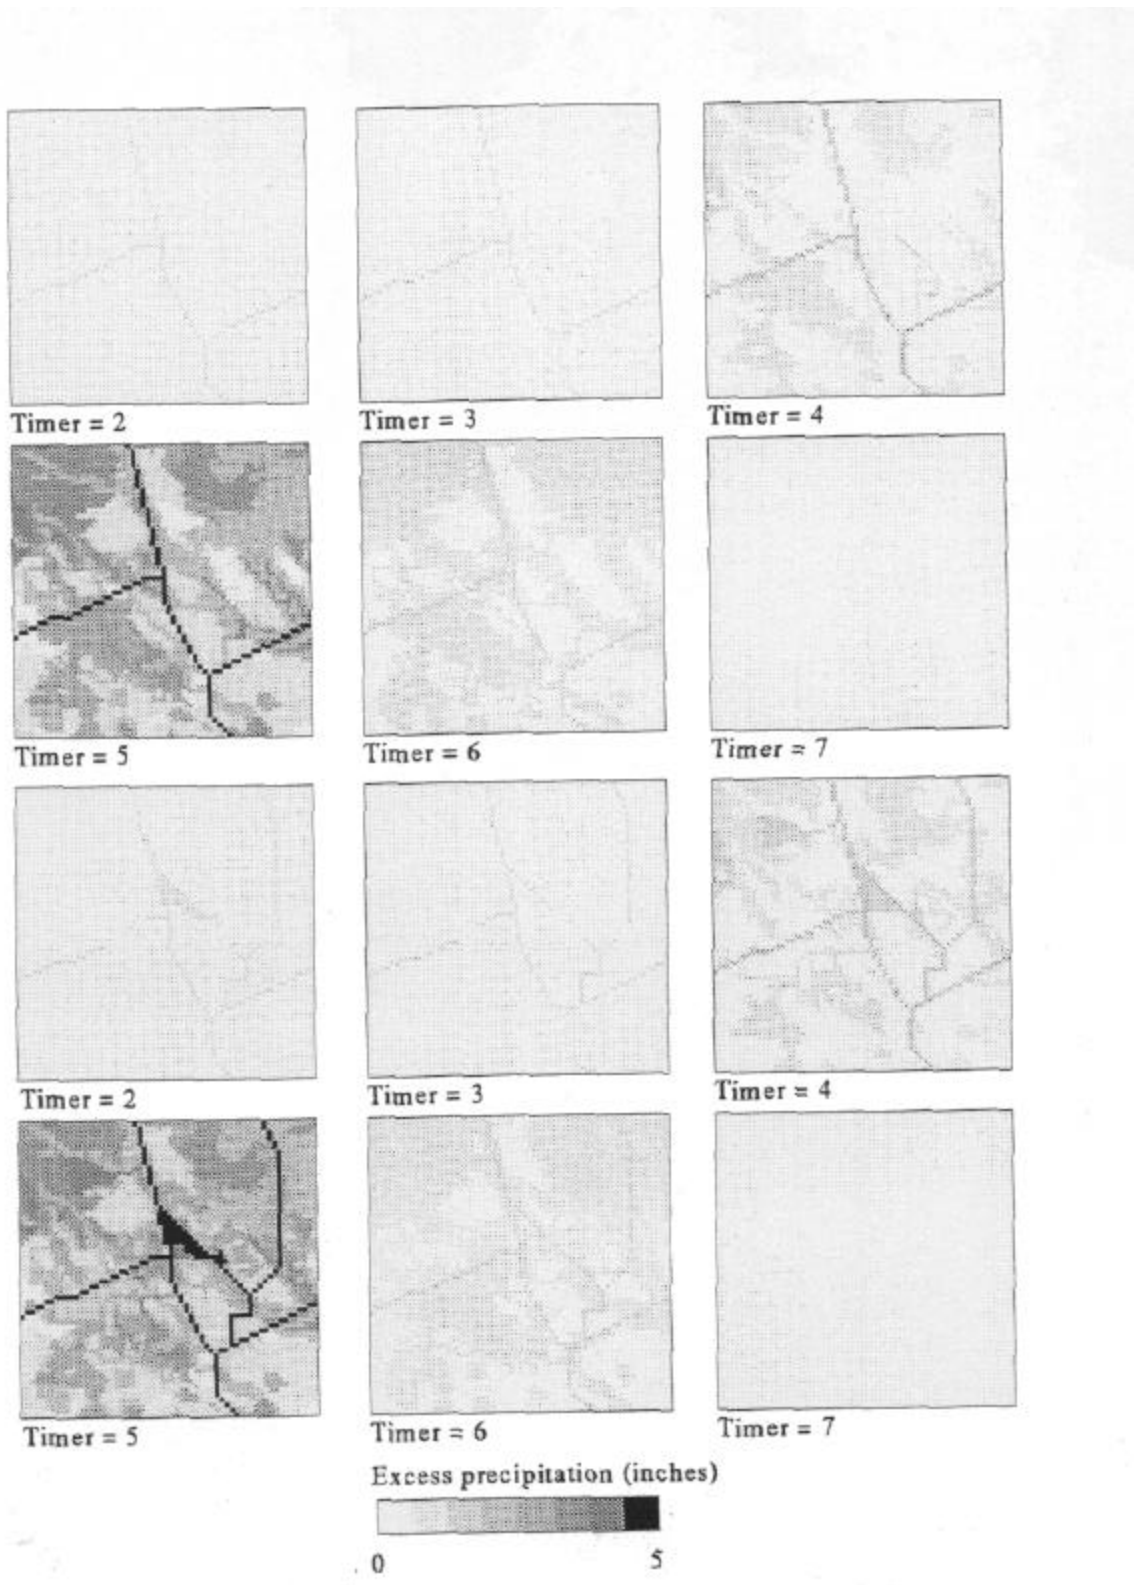 Timer = 2
Timer = 3
Timer = 4
Timer = 5
Timer = 6
Timer = 7
Timer = 2
Timer = 3
Timer = 4
Timer = 5
Timer = 6
Timer = 7
Excess precipitation (inches)
0 5